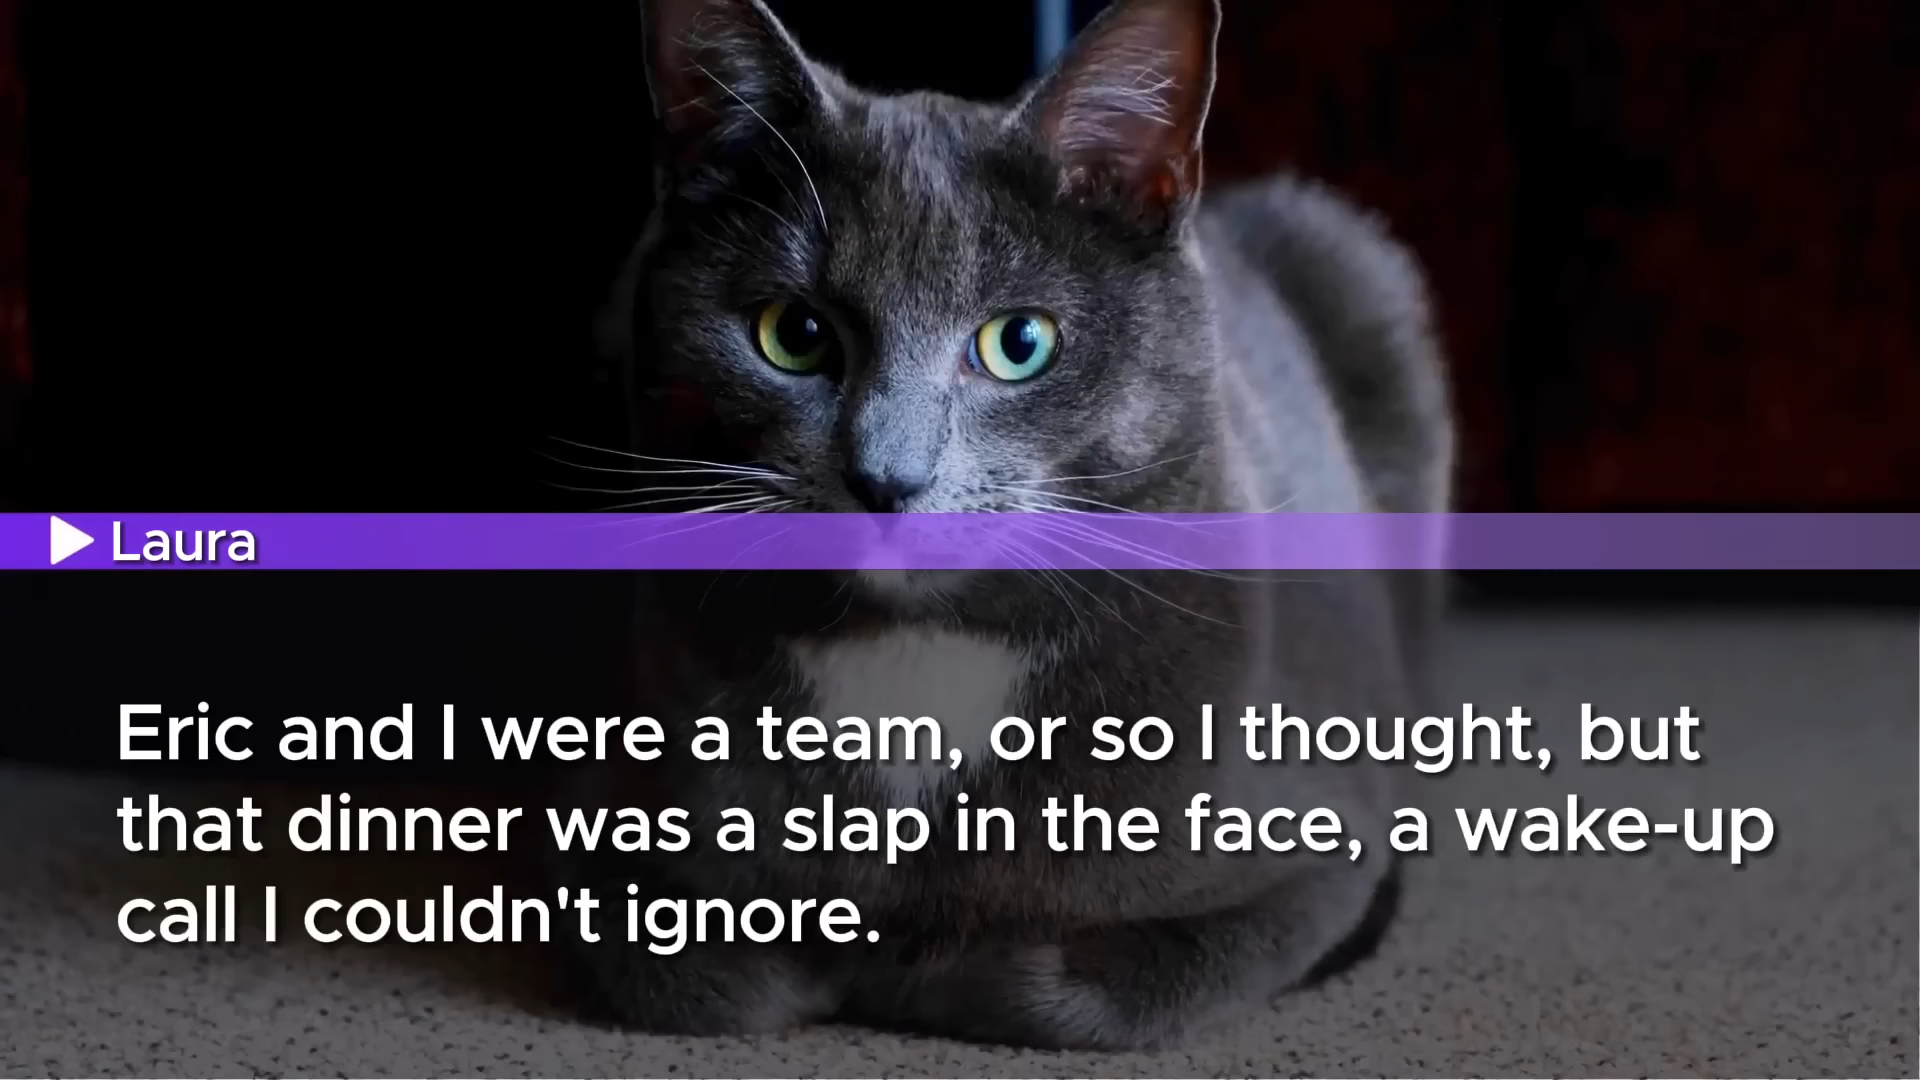 Laura
Eric and I were a team, or so I thought, but
that dinner was a slap in the face, a wake-up
call I couldn't ignore.